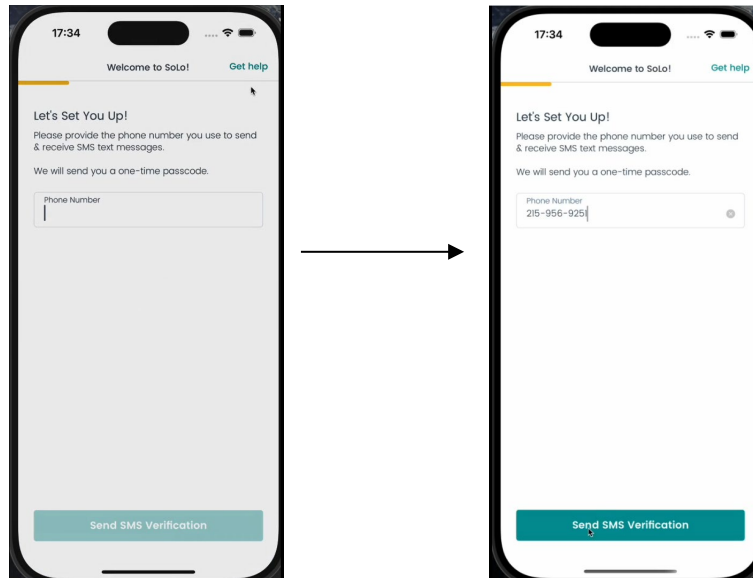 17:34
Welcome to SoLo!
Get help
Let's Set You Up!
Please provide the phone number you use to send
& receive SMS text messages.
We will send you a one-time passcode.
Phone Number
Send SMS Verification
17:34
Welcome to SoLo!
Get help
Let's Set You Up!
Please provide the phone number you use to send
& receive SMS text messages.
We will send you a one-time passcode.
Phone Number
215-956-9251
Send SMS Verification